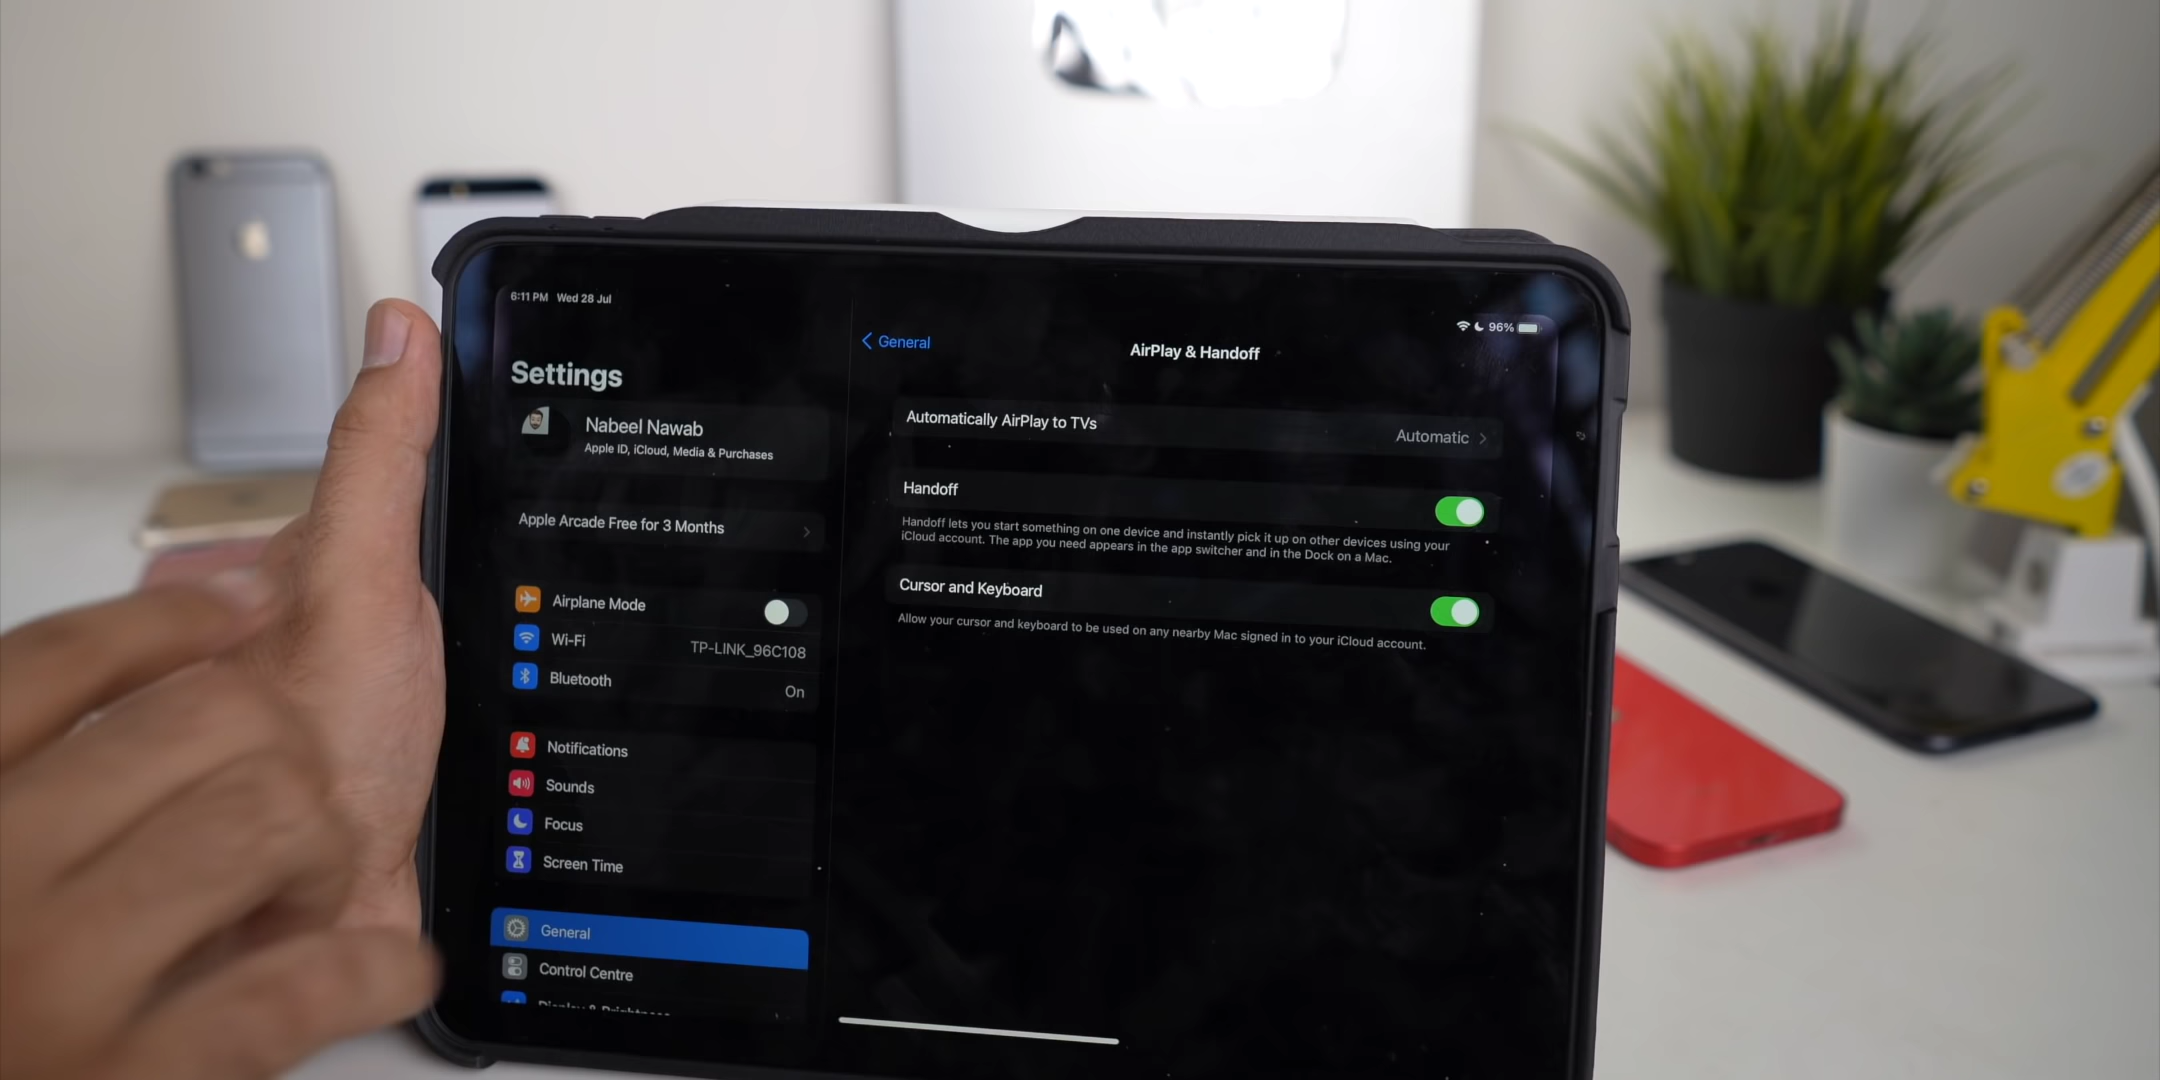 6:11 PM Wed 28 Jul
96%
Settings
Nabeel Nawab
Apple ID, iCloud, Media & Purchases
Apple Arcade Free for 3 Months
Airplane Mode
Wi-Fi TP-LINK_96C108
Bluetooth On
Notifications
Sounds
Focus
Screen Time
General
Control Centre
Display & Brightness
General
AirPlay & Handoff
Automatically AirPlay to TVs Automatic
Handoff
Handoff lets you start something on one device and instantly pick it up on other devices using your
iCloud account. The app you need appears in the app switcher and in the Dock on a Mac.
Cursor and Keyboard
Allow your cursor and keyboard to be used on any nearby Mac signed in to your iCloud account.